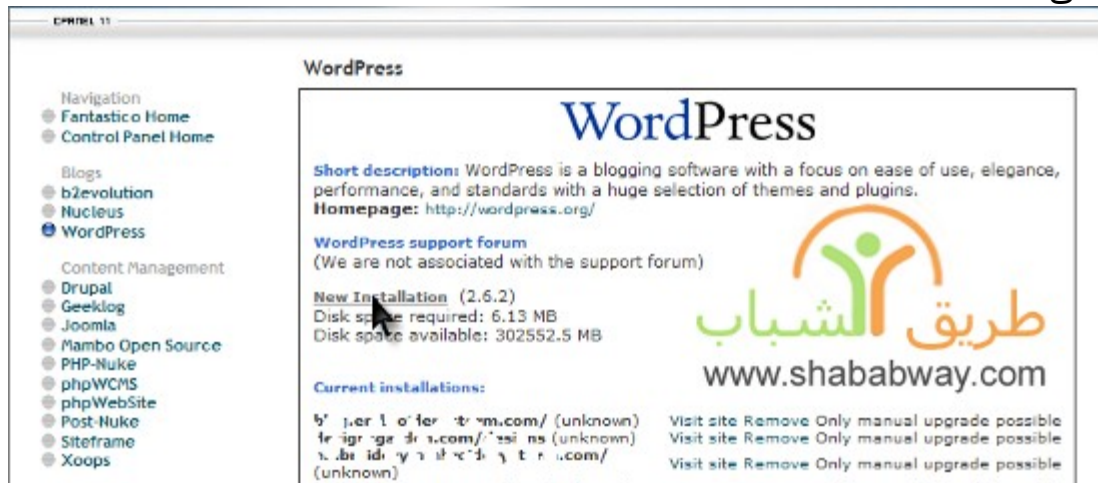 CPANEL 11
WordPress
Navigation
Fantastico Home
Control Panel Home
Blogs
b2evolution
Nucleus
WordPress
Content Management
Drupal
Geeklog
Joomla
Mambo Open Source
PHP-Nuke
phpWCMS
phpWebSite
Post-Nuke
Siteframe
Xoops
WordPress
Short description: WordPress is a blogging software with a focus on ease of use, elegance,
performance, and standards with a huge selection of themes and plugins.
Homepage: http://wordpress.org/
WordPress support forum
(We are not associated with the support forum)
New Installation (2.6.2)
Disk space required: 6.13 MB
Disk space available: 302552.5 MB
طريق الشباب
www.shababway.com
Current installations:
(unknown) Visit site Remove Only manual upgrade possible
(unknown) Visit site Remove Only manual upgrade possible
Visit site Remove Only manual upgrade possible
(unknown)